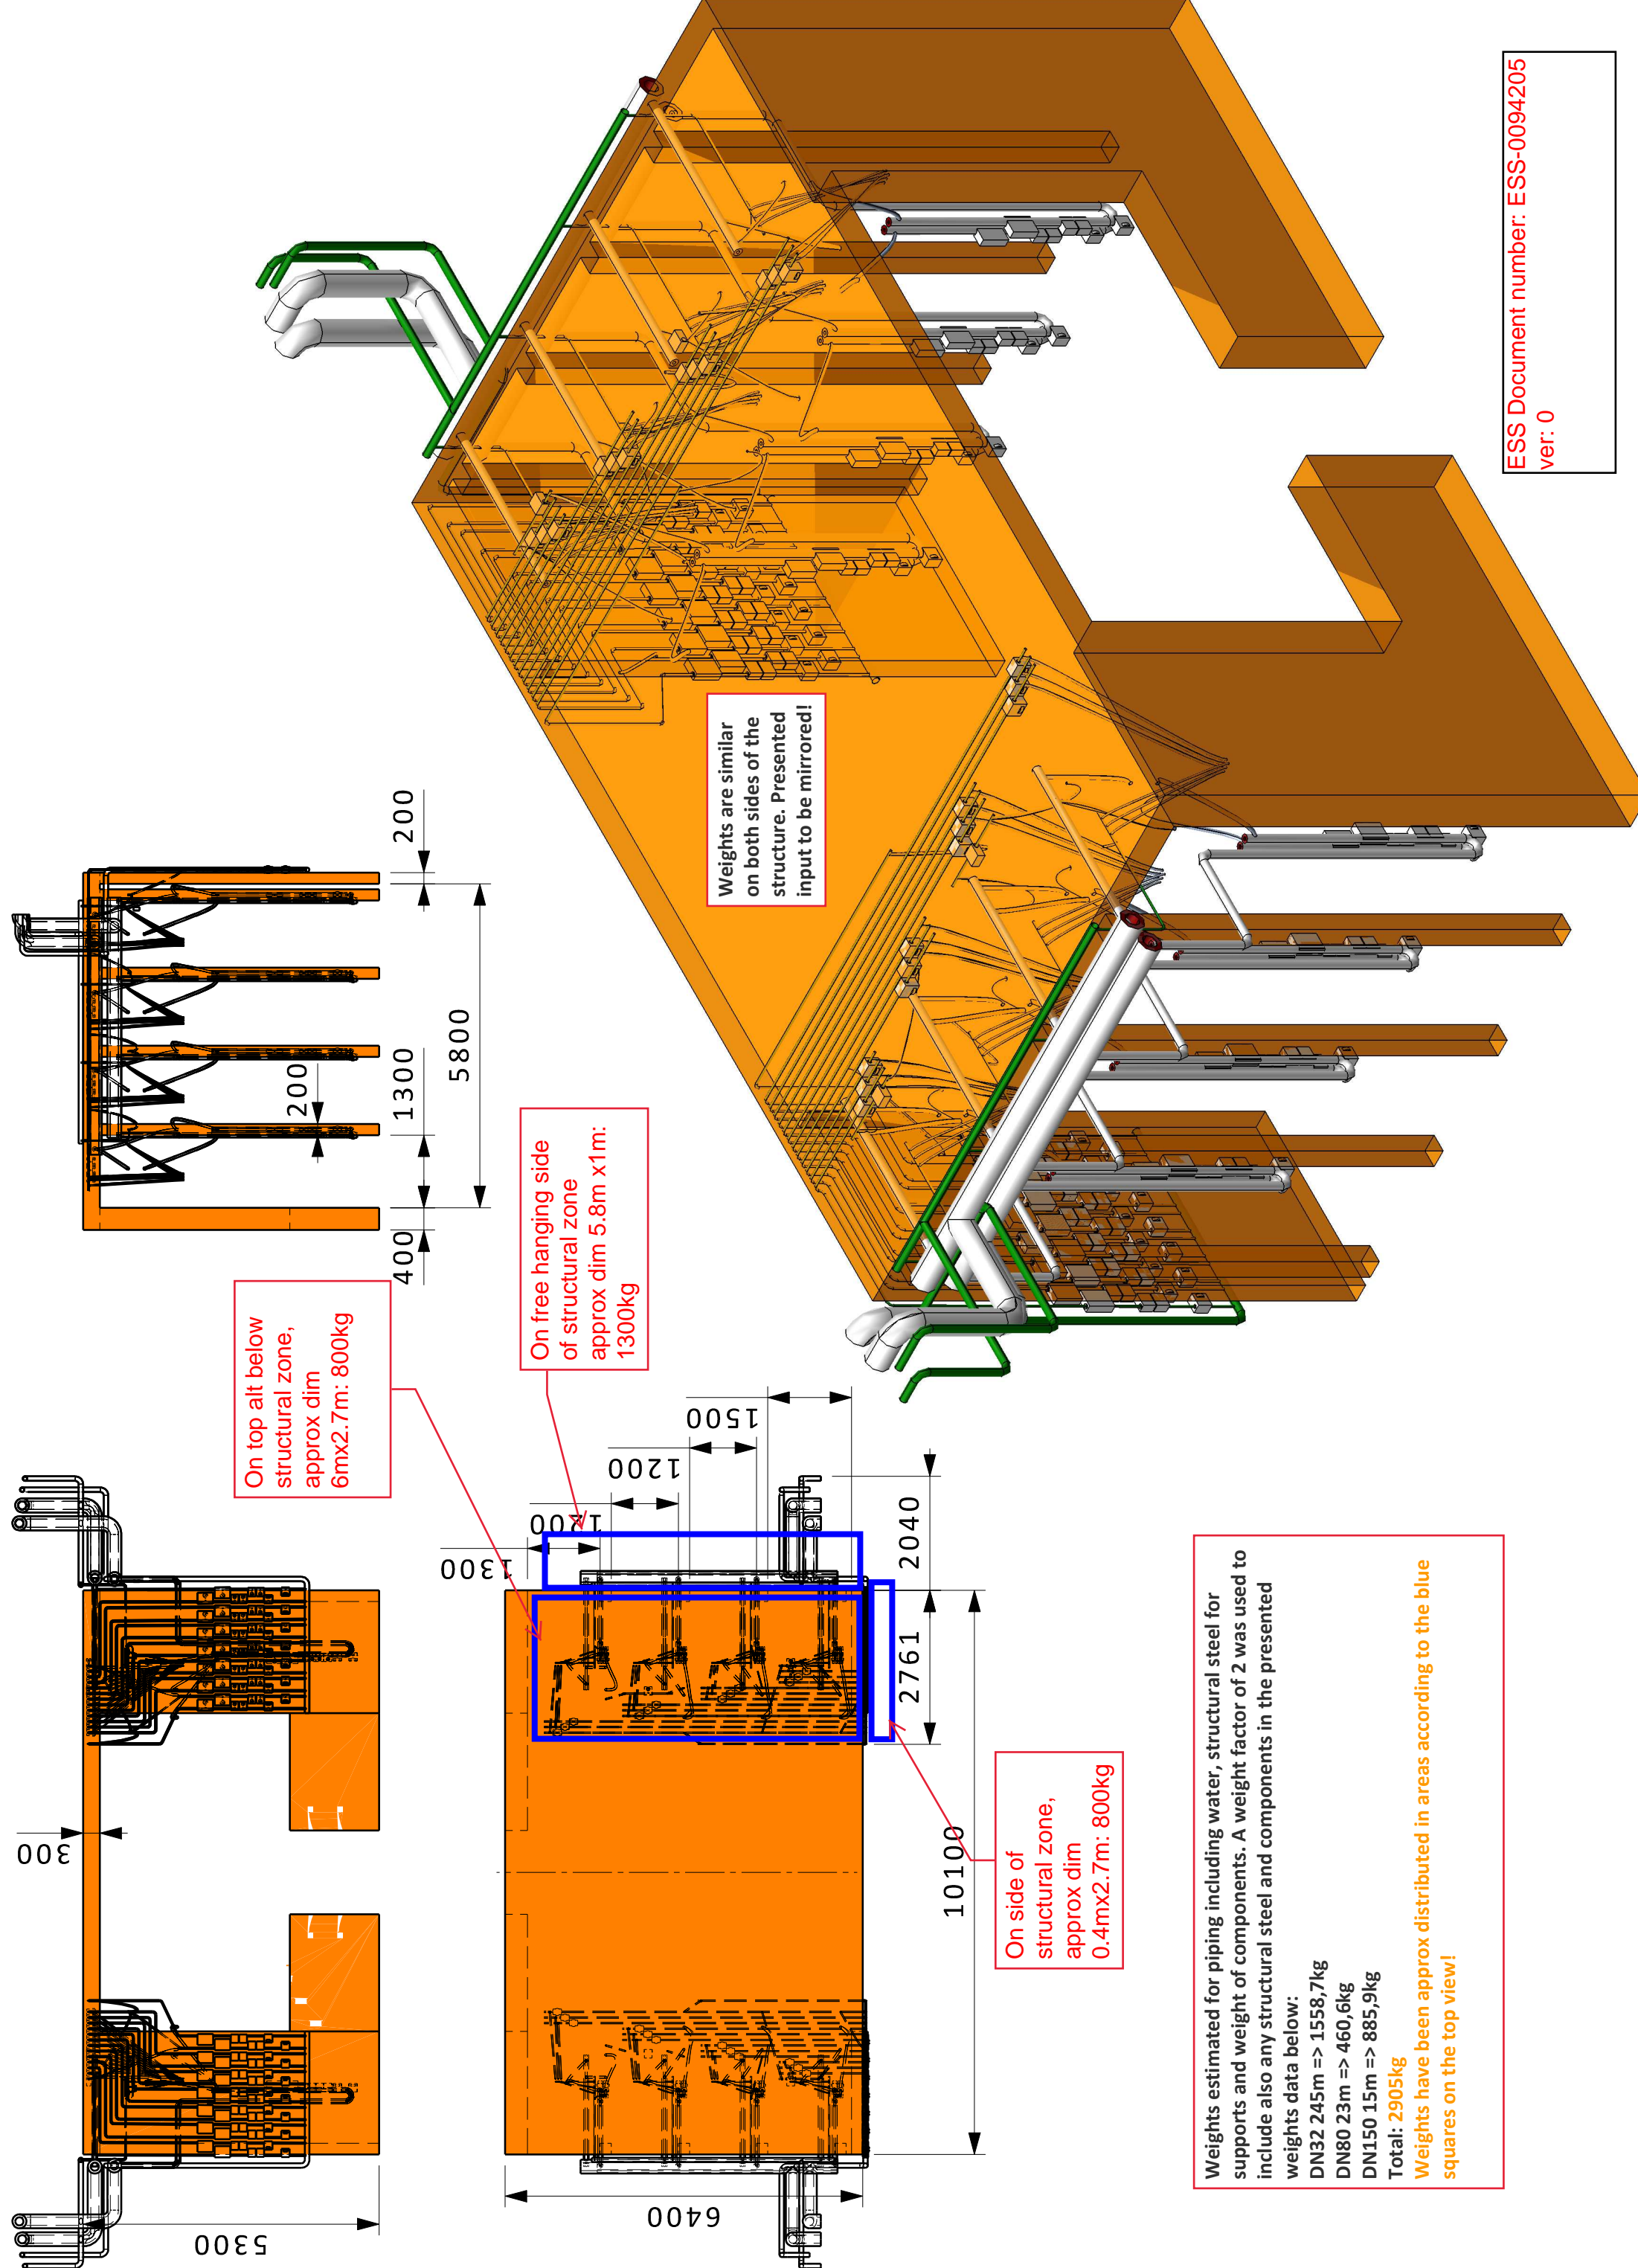 300
5300
400
200
1300
5800
200
On top alt below
structural zone,
approx dim
6mx2.7m: 800kg
On free hanging side
of structural zone
approx dim 5.8m x1m:
1300kg
Weights are similar
on both sides of the
structure. Presented
input to be mirrored!
6400
1300
1200
1200
1500
2761
2040
10100
On side of
structural zone,
approx dim
0.4mx2.7m: 800kg
Weights estimated for piping including water, structural steel for
supports and weight of components. A weight factor of 2 was used to
include also any structural steel and components in the presented
weights data below:
DN32 245m => 1558,7kg
DN80 23m => 460,6kg
DN150 15m => 885,9kg
Total: 2905kg
Weights have been approx distributed in areas according to the blue
squares on the top view!
ESS Document number: ESS-0094205
ver: 0